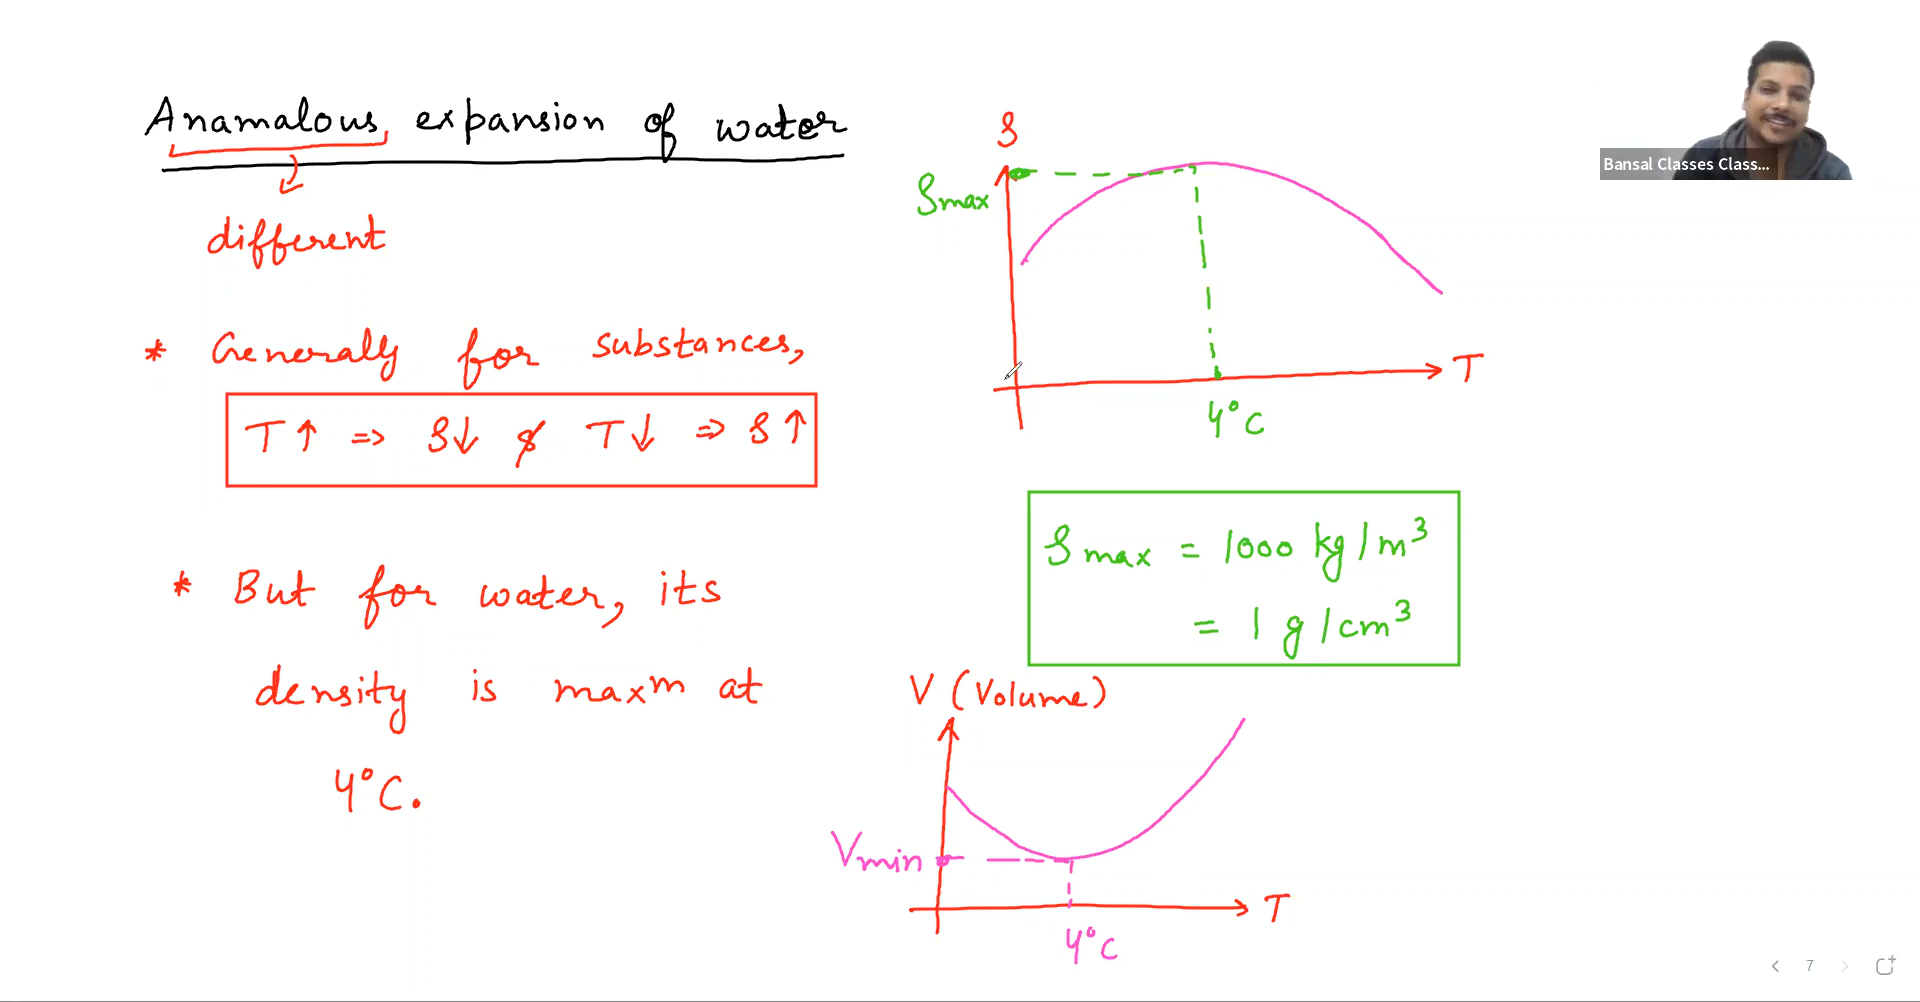 Anamalous expansion of water
different
* Generally for substances,
T↑ => ρ↓ & T↓ => ρ↑
* But for water, its
density is maxm at
4°C.
ρ
ρmax
T
4°C
ρmax = 1000 kg/m³
= 1 g/cm³
V (Volume)
Vmin
T
4°C
Bansal Classes Class...
7